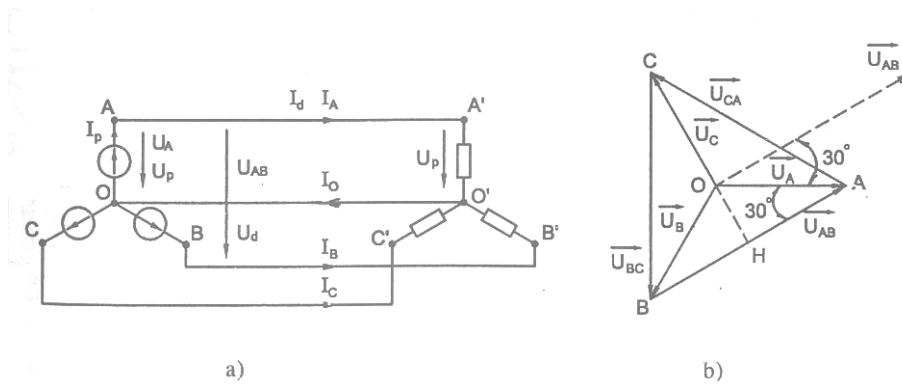 A
I_d I_A
A'
I_p
U_A
U_p
U_AB
U_p
O
I_O
O'
C
B
U_d
C'
B'
I_B
I_C
a)
C
U_AB
U_CA
U_C
30°
O
U_A
A
30°
U_B
U_AB
U_BC
H
B
b)